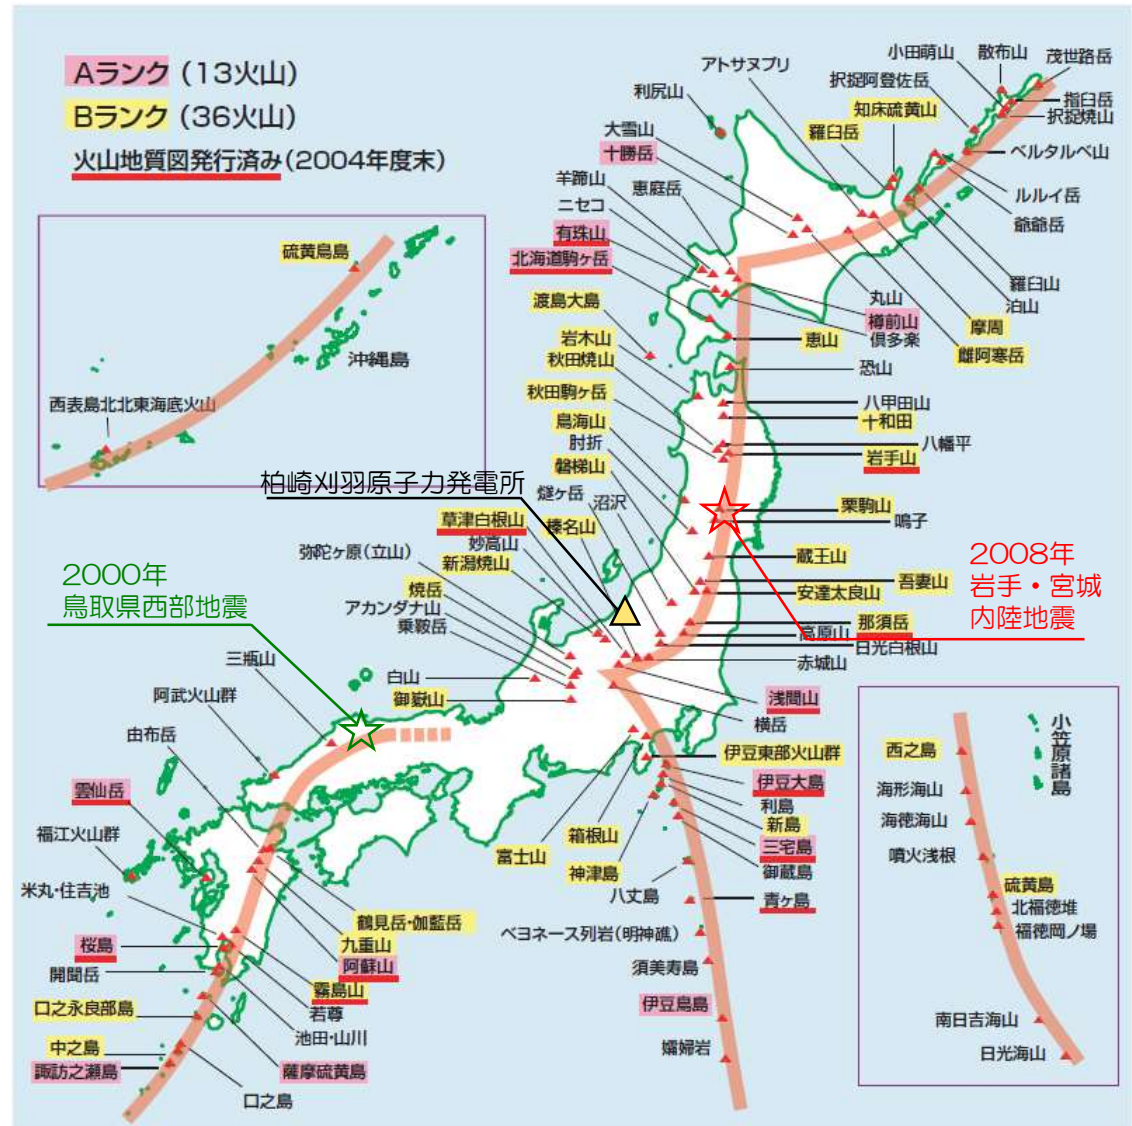 Aランク (13火山)
Bランク (36火山)
火山地質図発行済み(2004年度末)
小田萌山
散布山
茂世路岳
アトサヌプリ
択捉阿登佐岳
指臼岳
択捉焼山
利尻山
知床硫黄山
羅臼岳
大雪山
十勝岳
ベルタルベ山
羊蹄山
恵庭岳
ルルイ岳
ニセコ
爺爺岳
有珠山
北海道駒ヶ岳
羅臼山
泊山
丸山
渡島大島
樽前山
倶多楽
摩周
恵山
雌阿寒岳
岩木山
秋田焼山
恐山
秋田駒ヶ岳
八甲田山
十和田
鳥海山
肘折
八幡平
磐梯山
岩手山
硫黄鳥島
沖縄島
西表島北北東海底火山
柏崎刈羽原子力発電所
燧ヶ岳
沼沢
栗駒山
鳴子
草津白根山
榛名山
妙高山
弥陀ヶ原(立山)
新潟焼山
蔵王山
2008年
岩手・宮城
内陸地震
2000年
鳥取県西部地震
焼岳
アカンダナ山
乗鞍岳
吾妻山
安達太良山
那須岳
高原山
日光白根山
赤城山
三瓶山
白山
御嶽山
阿武火山群
浅間山
横岳
由布岳
伊豆東部火山群
雲仙岳
伊豆大島
利島
福江火山群
箱根山
新島
富士山
神津島
三宅島
御蔵島
米丸・住吉池
八丈島
青ヶ島
鶴見岳・伽藍岳
桜島
九重山
ベヨネース列岩(明神礁)
開聞岳
阿蘇山
須美寿島
霧島山
口之永良部島
若尊
伊豆鳥島
池田・山川
中之島
諏訪之瀬島
薩摩硫黄島
孀婦岩
口之島
小笠原諸島
西之島
海形海山
海徳海山
噴火浅根
硫黄島
北福徳堆
福徳岡ノ場
南日吉海山
日光海山